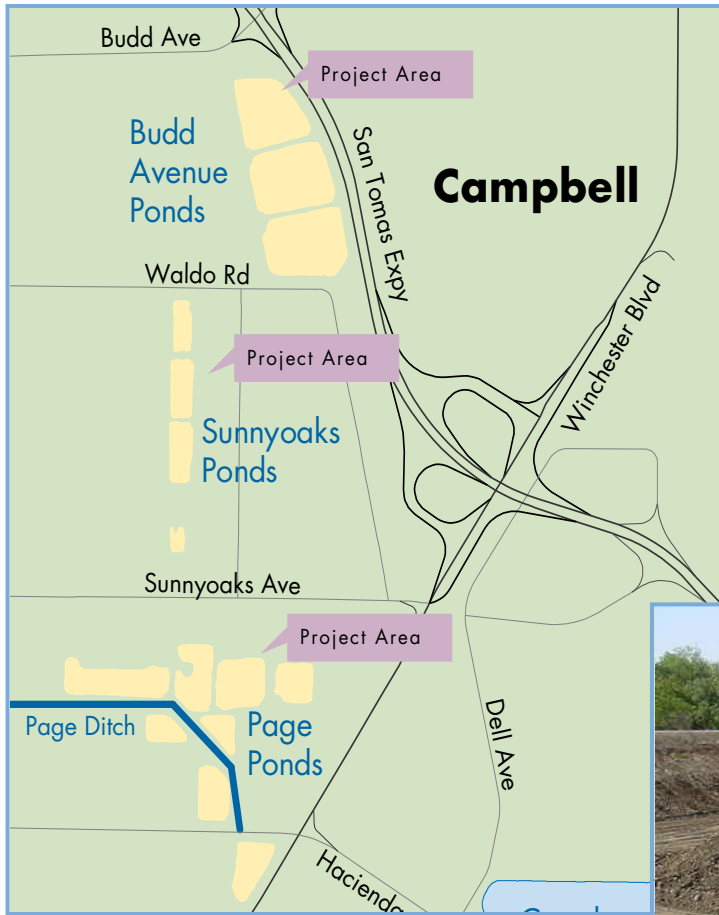 Budd Ave
Project Area
Budd
Avenue
Ponds
San Tomas Expy
Campbell
Waldo Rd
Winchester Blvd
Project Area
Sunnyoaks
Ponds
Sunnyoaks Ave
Project Area
Page Ditch
Page
Ponds
Dell Ave
Hacienda